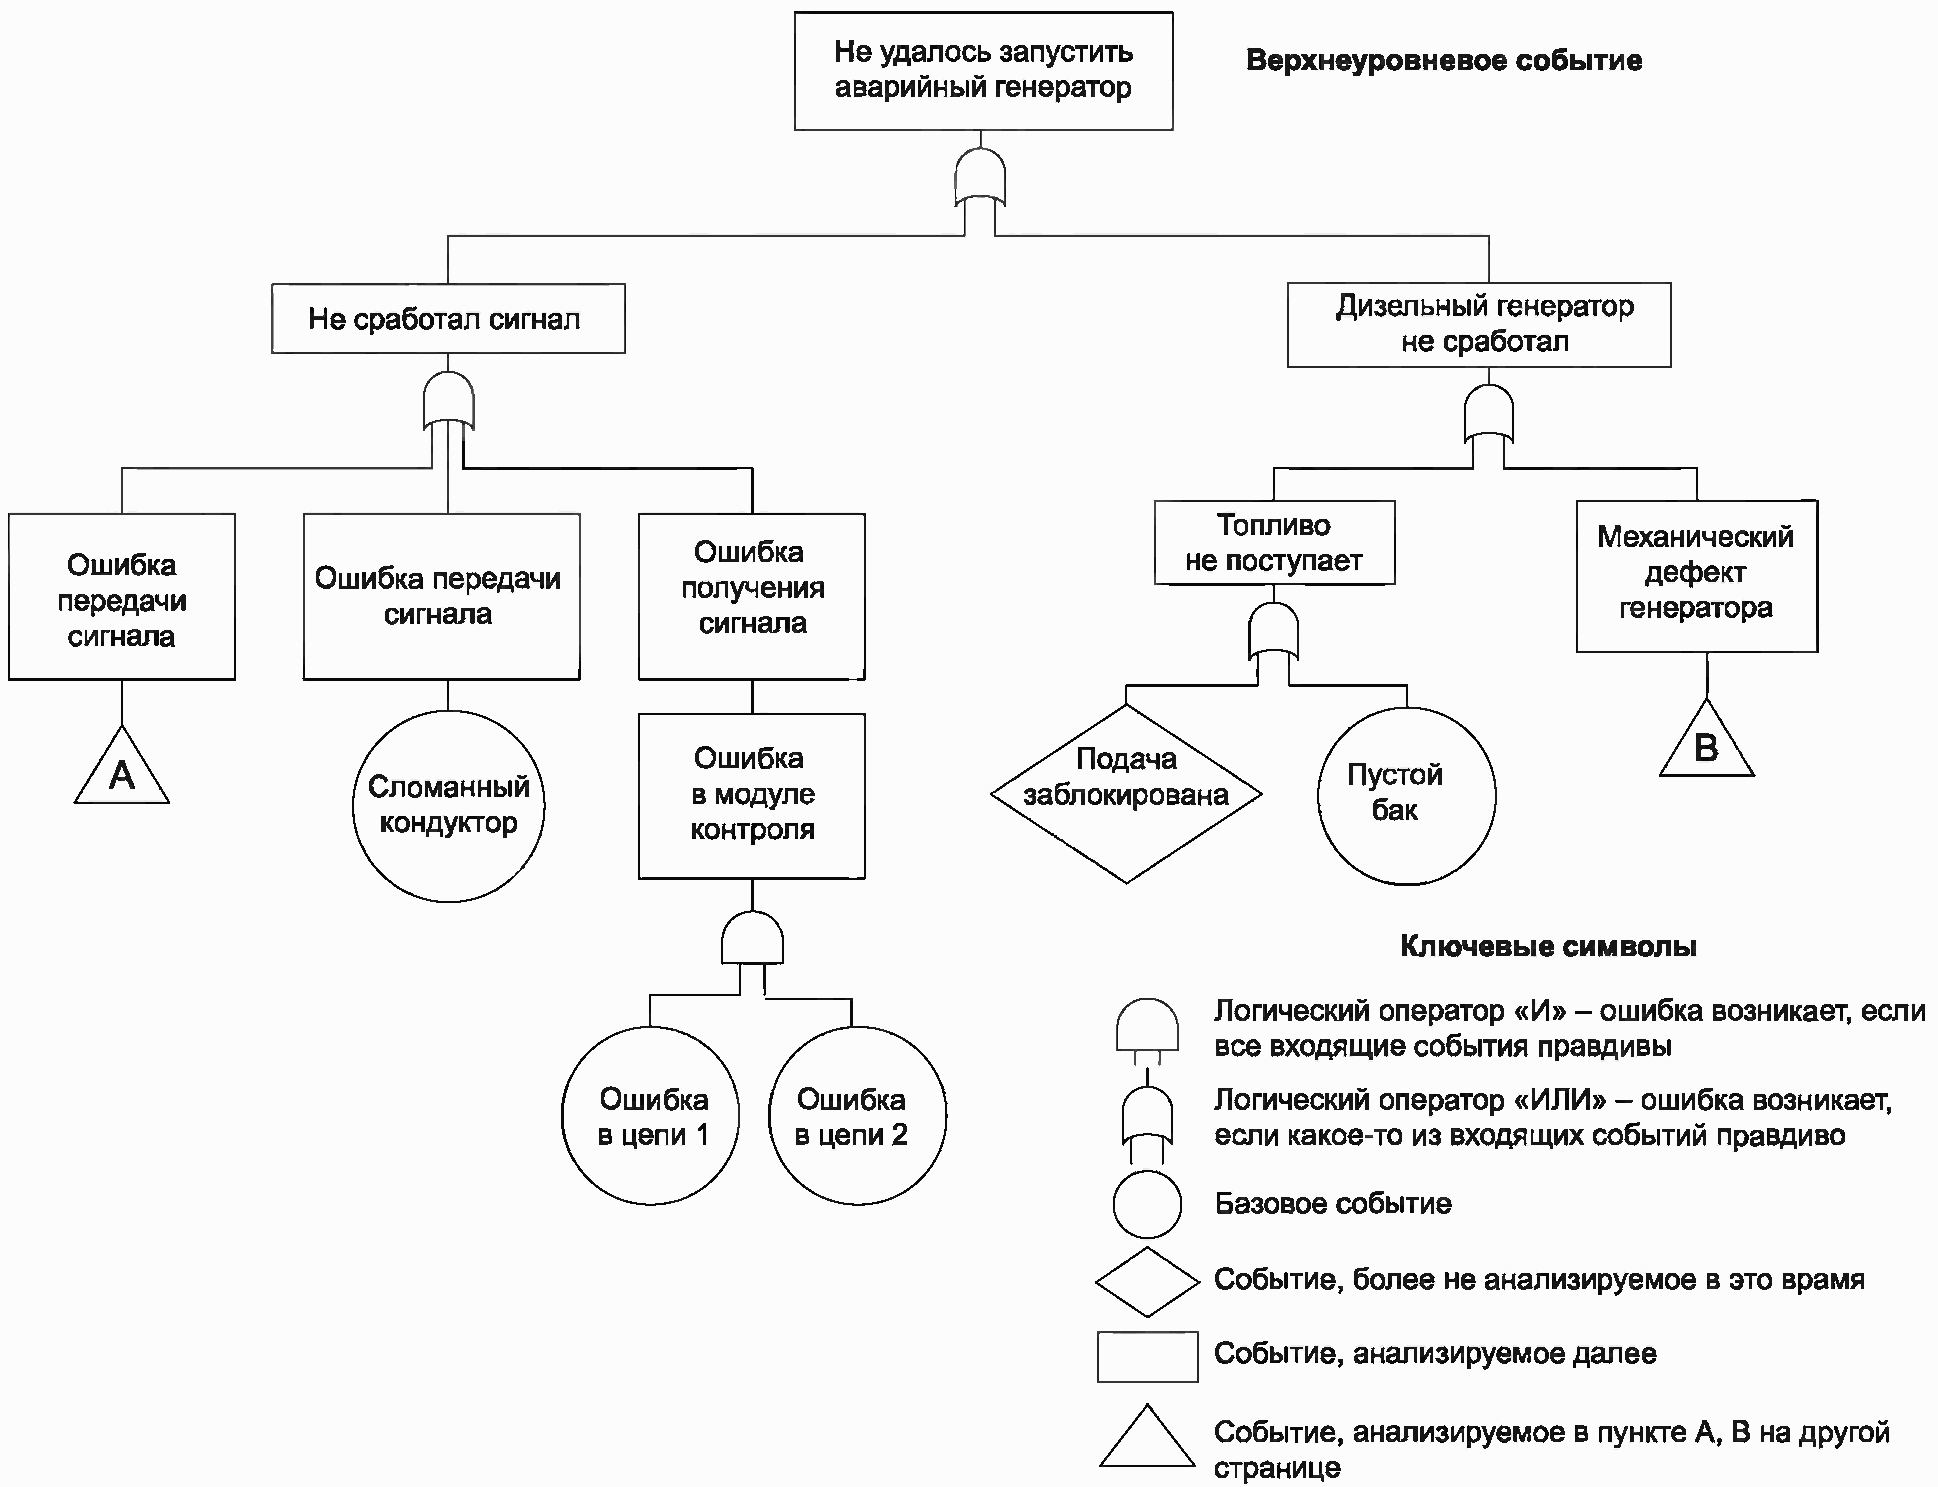 Не удалось запустить
аварийный генератор
Верхнеуровневое событие
Не сработал сигнал
Дизельный генератор
не сработал
Ошибка
передачи
сигнала
Ошибка передачи
сигнала
Ошибка
получения
сигнала
Топливо
не поступает
Механический
дефект
генератора
A
Сломанный
кондуктор
Ошибка
в модуле
контроля
Подача
заблокирована
Пустой
бак
B
Ошибка
в цепи 1
Ошибка
в цепи 2
Ключевые символы
Логический оператор «И» – ошибка возникает, если
все входящие события правдивы
Логический оператор «ИЛИ» – ошибка возникает,
если какое-то из входящих событий правдиво
Базовое событие
Событие, более не анализируемое в это врамя
Событие, анализируемое далее
Событие, анализируемое в пункте A, B на другой
странице